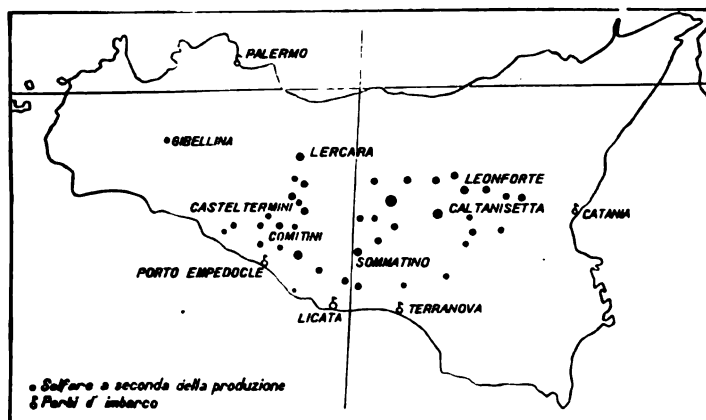 PALERMO
GIBELLINA
LERCARA
LEONFORTE
CASTELTERMINI
CALTANISETTA
CATANIA
COMITINI
SOMMATINO
PORTO EMPEDOCLE
LICATA
TERRANOVA
Solfare a seconda della produzione
Porti d' imbarco